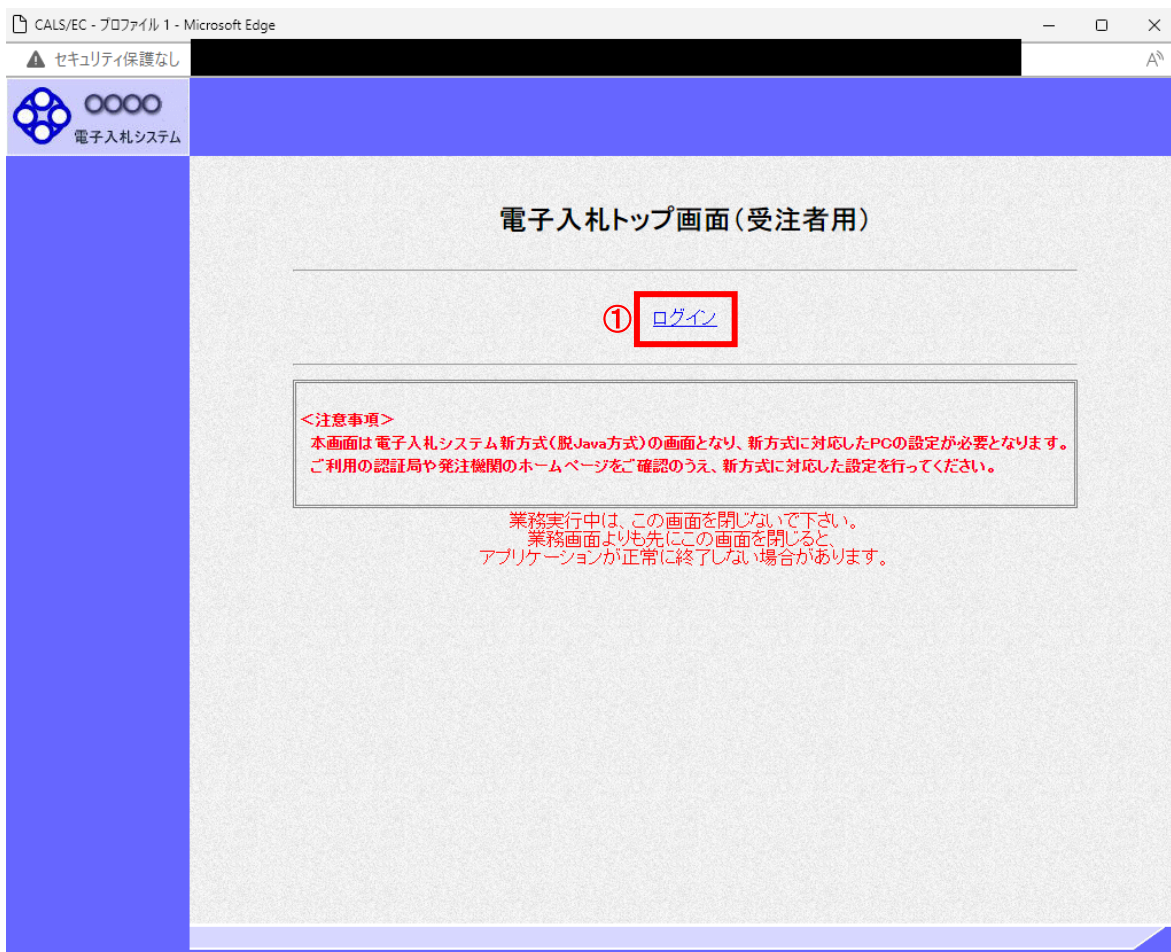 CALS/EC - プロファイル 1 - Microsoft Edge
セキュリティ保護なし
A
〇〇〇〇
電子入札システム
電子入札トップ画面（受注者用）
① ログイン
＜注意事項＞
本画面は電子入札システム新方式（脱Java方式）の画面となり、新方式に対応したPCの設定が必要となります。
ご利用の認証局や発注機関のホームページをご確認のうえ、新方式に対応した設定を行ってください。
業務実行中は、この画面を閉じないで下さい。
業務画面よりも先にこの画面を閉じると、
アプリケーションが正常に終了しない場合があります。